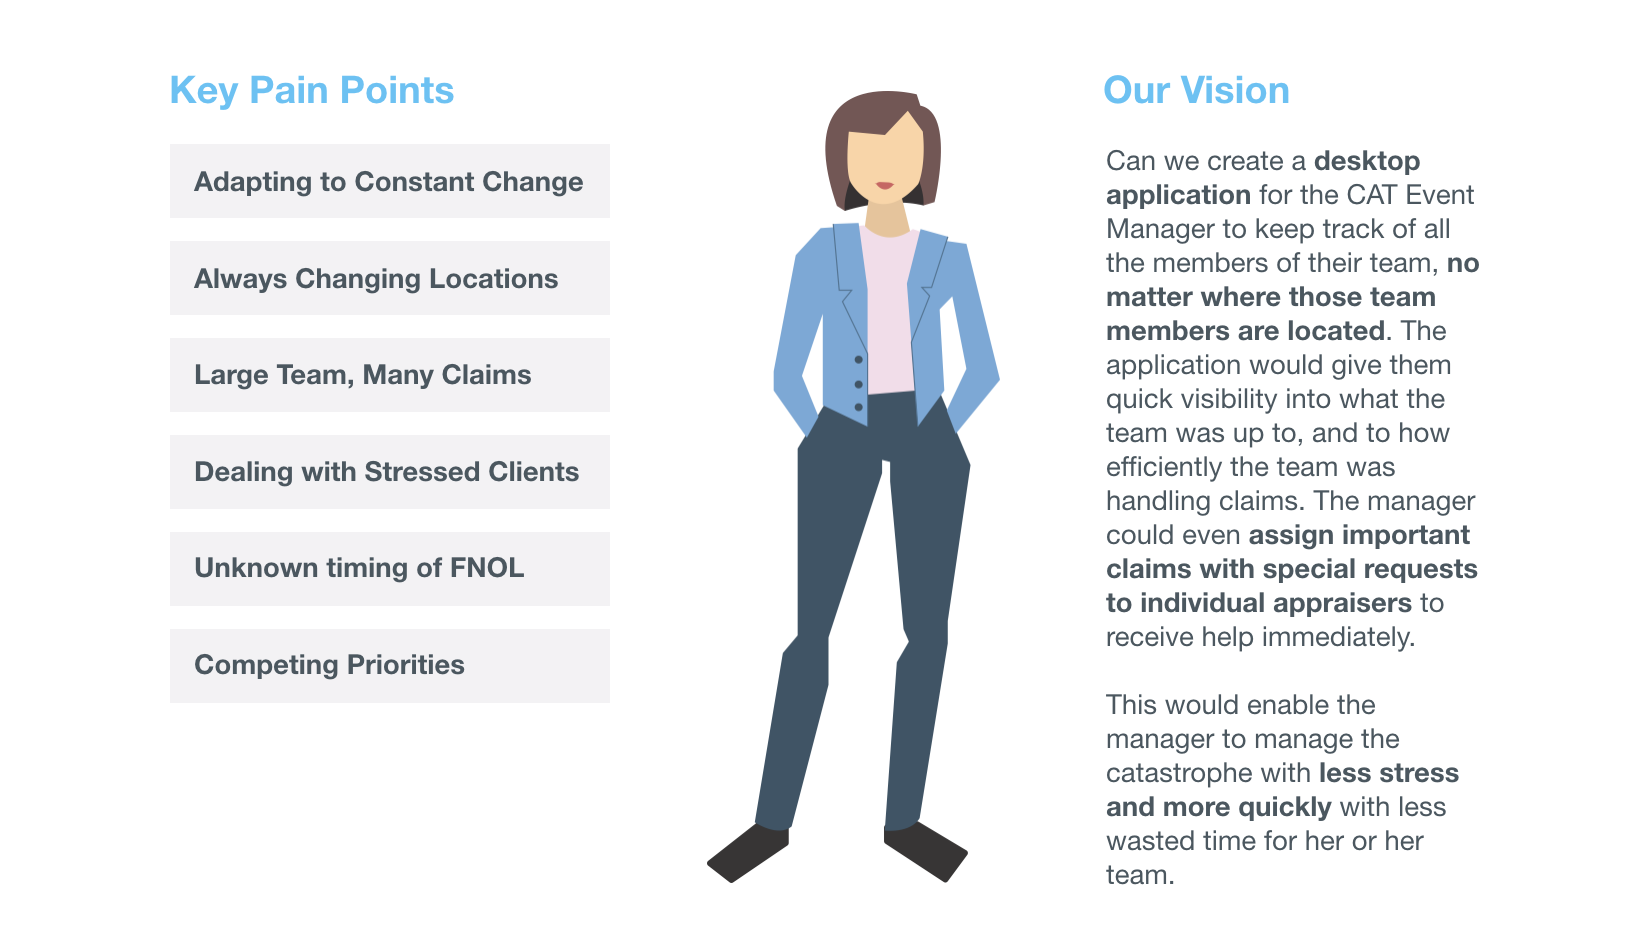 Key Pain Points
Adapting to Constant Change
Always Changing Locations
Large Team, Many Claims
Dealing with Stressed Clients
Unknown timing of FNOL
Competing Priorities
Our Vision
Can we create a desktop
application for the CAT Event
Manager to keep track of all
the members of their team, no
matter where those team
members are located. The
application would give them
quick visibility into what the
team was up to, and to how
efficiently the team was
handling claims. The manager
could even assign important
claims with special requests
to individual appraisers to
receive help immediately.
This would enable the
manager to manage the
catastrophe with less stress
and more quickly with less
wasted time for her or her
team.